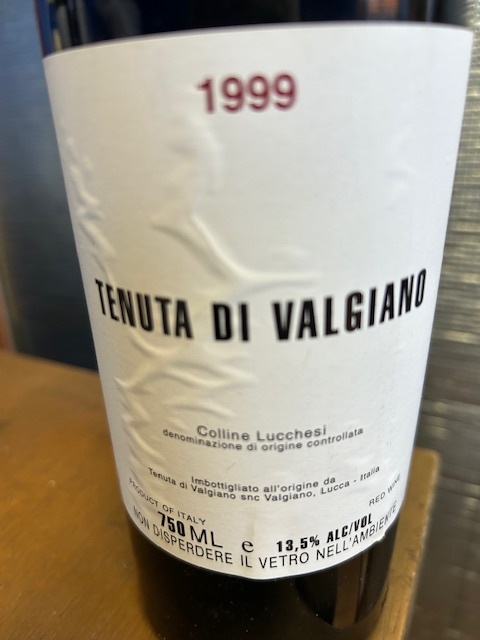 1999
TENUTA DI VALGIANO
Colline Lucchesi
denominazione di origine controllata
Imbottigliato all'origine da
Tenuta di Valgiano snc Valgiano, Lucca - Italia
PRODUCT OF ITALY
RED WINE
750 ML e 13,5% ALC/VOL
NON DISPERDERE IL VETRO NELL'AMBIENTE